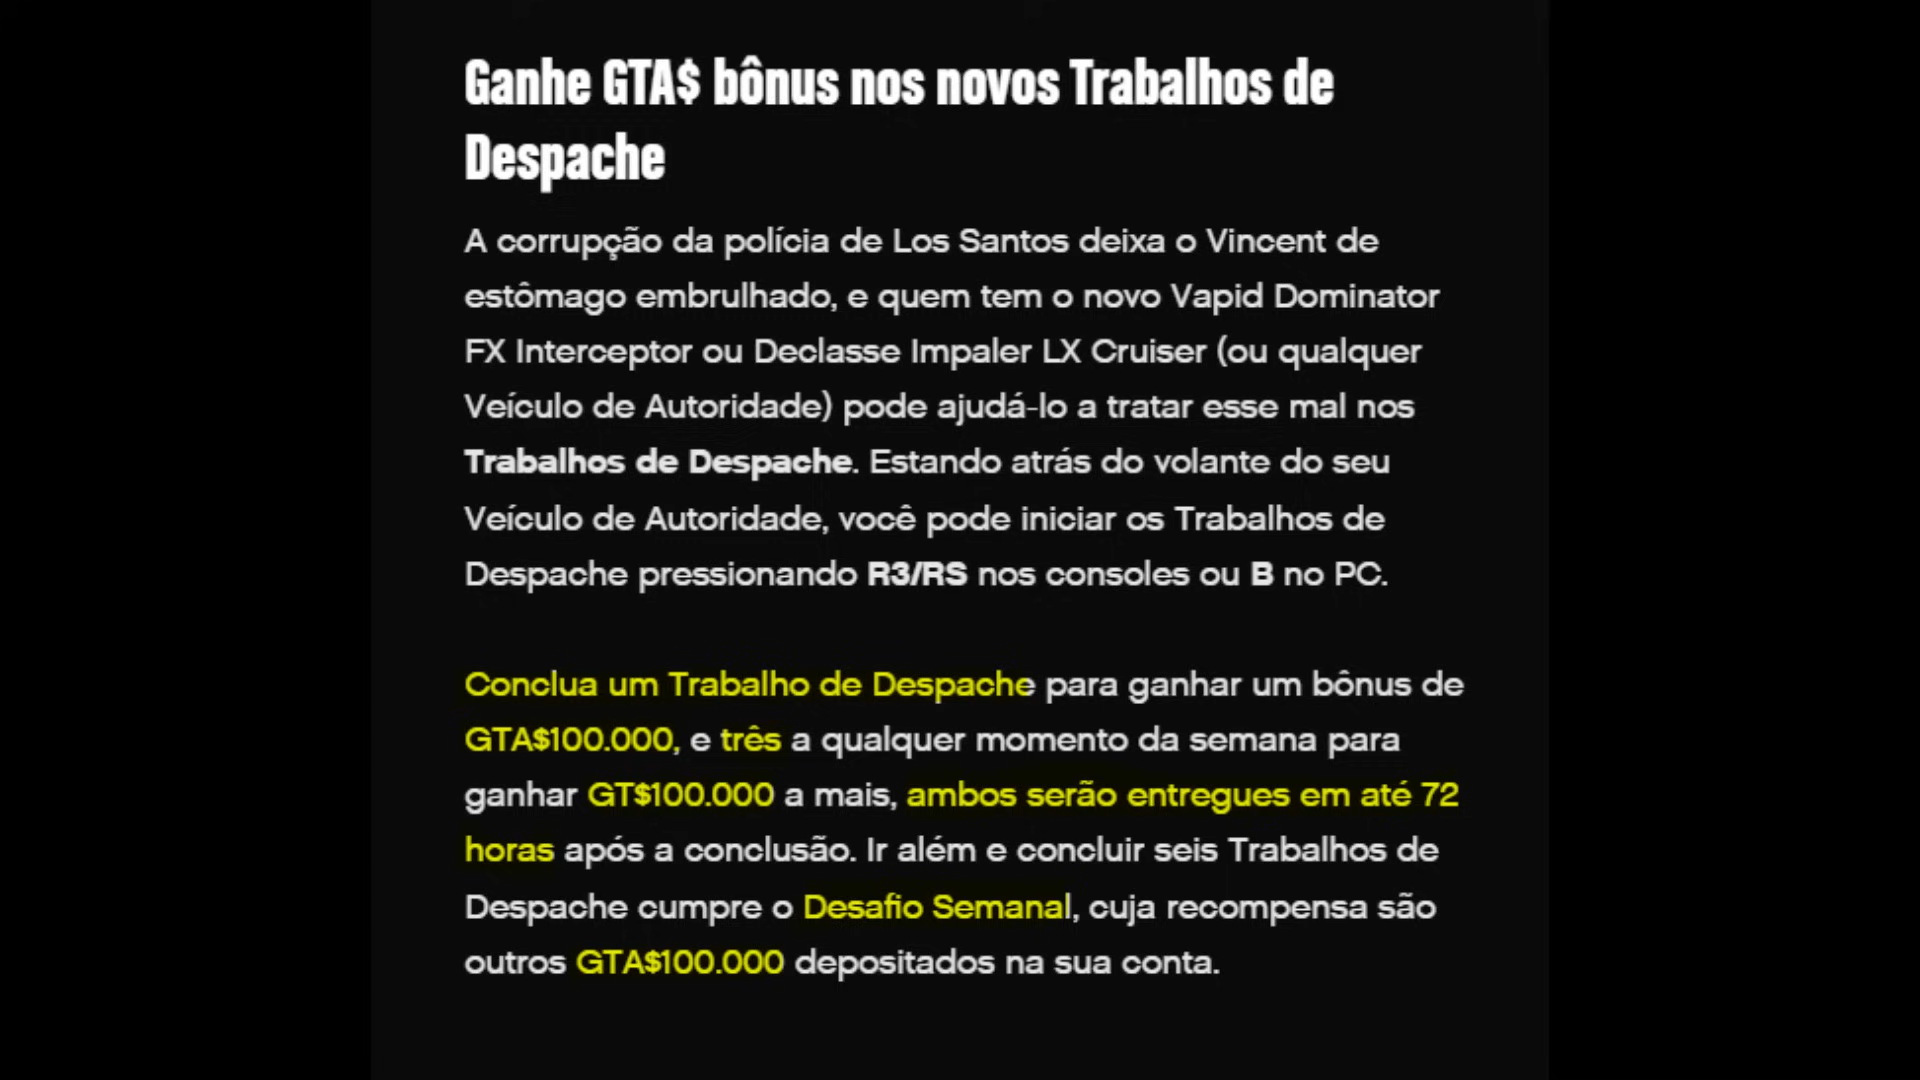 Ganhe GTA$ bônus nos novos Trabalhos de
Despache
A corrupção da polícia de Los Santos deixa o Vincent de
estômago embrulhado, e quem tem o novo Vapid Dominator
FX Interceptor ou Declasse Impaler LX Cruiser (ou qualquer
Veículo de Autoridade) pode ajudá-lo a tratar esse mal nos
Trabalhos de Despache. Estando atrás do volante do seu
Veículo de Autoridade, você pode iniciar os Trabalhos de
Despache pressionando R3/RS nos consoles ou B no PC.
Conclua um Trabalho de Despache para ganhar um bônus de
GTA$100.000, e três a qualquer momento da semana para
ganhar GT$100.000 a mais, ambos serão entregues em até 72
horas após a conclusão. Ir além e concluir seis Trabalhos de
Despache cumpre o Desafio Semanal, cuja recompensa são
outros GTA$100.000 depositados na sua conta.